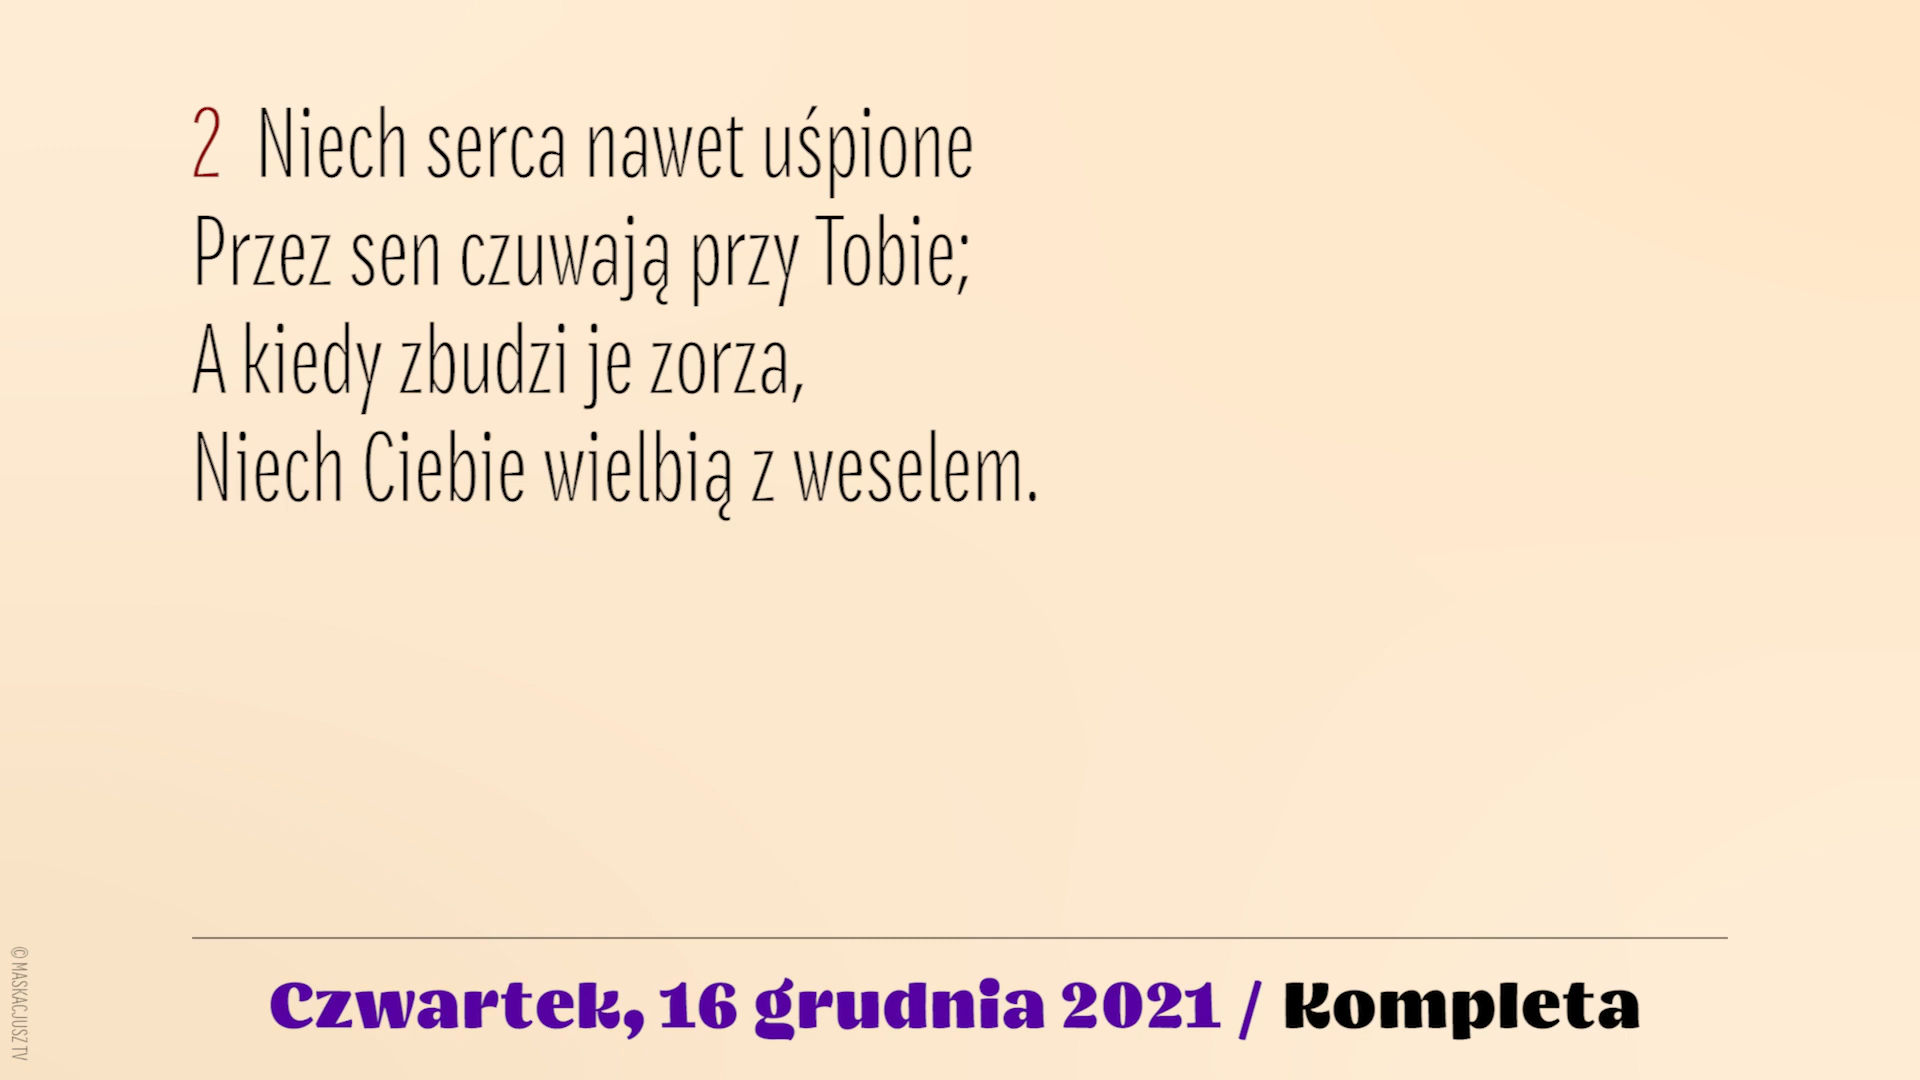 2 Niech serca nawet uśpione
Przez sen czuwają przy Tobie;
A kiedy zbudzi je zorza,
Niech Ciebie wielbią z weselem.
Czwartek, 16 grudnia 2021 / Kompleta
© MASKACJUSZ TV